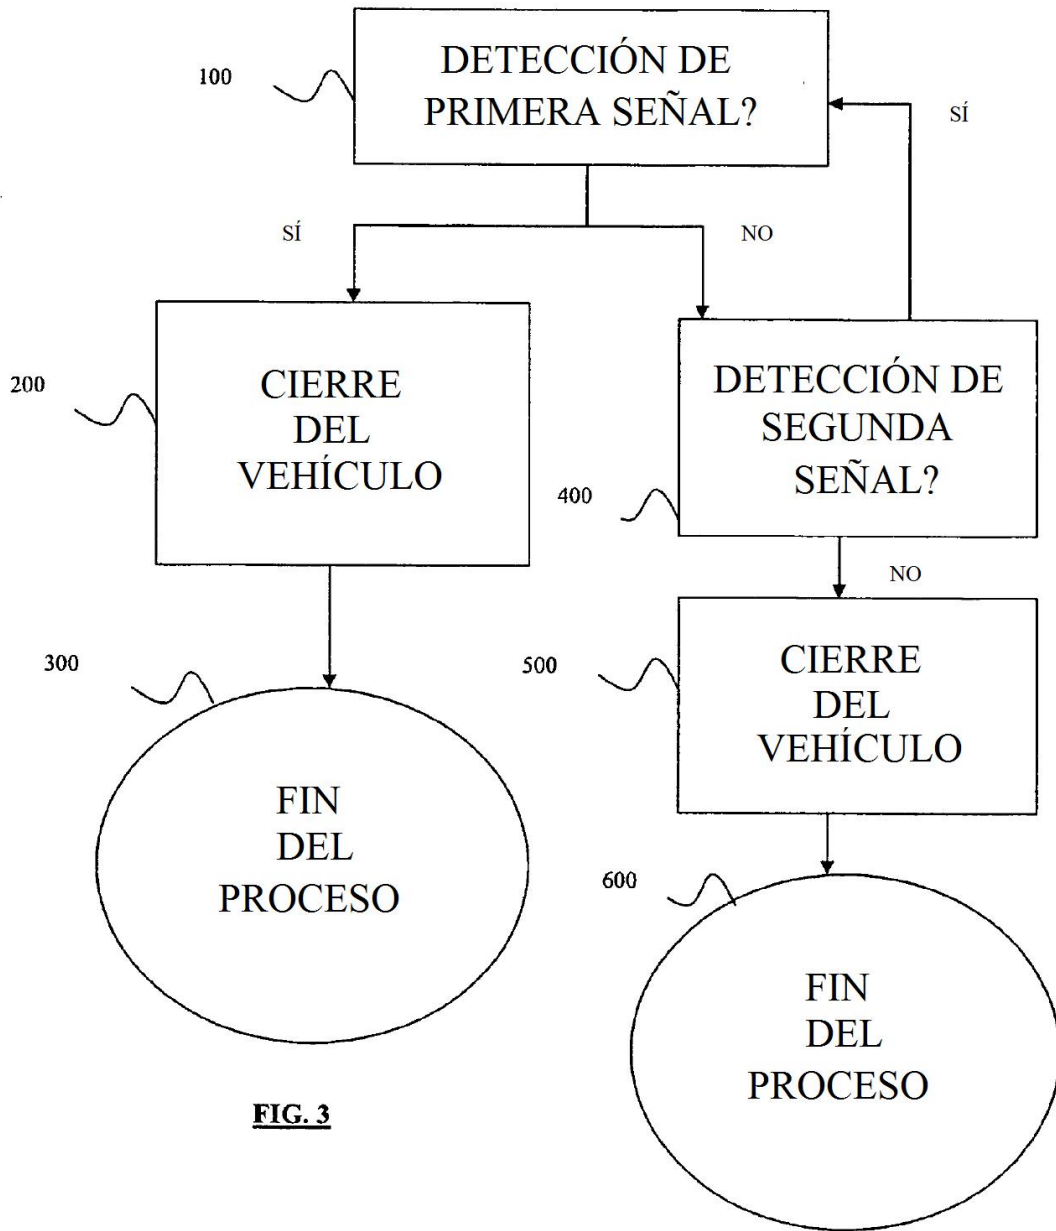 100
DETECCIÓN DE
PRIMERA SEÑAL?
SÍ
SÍ
NO
200
CIERRE
DEL
VEHÍCULO
DETECCIÓN DE
SEGUNDA
SEÑAL?
400
NO
300
500
CIERRE
DEL
VEHÍCULO
FIN
DEL
PROCESO
600
FIN
DEL
PROCESO
FIG. 3